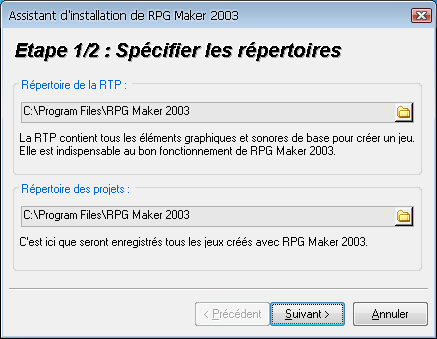 Assistant d'installation de RPG Maker 2003
Etape 1/2 : Spécifier les répertoires
Répertoire de la RTP :
C:\Program Files\RPG Maker 2003
La RTP contient tous les éléments graphiques et sonores de base pour créer un jeu.
Elle est indispensable au bon fonctionnement de RPG Maker 2003.
Répertoire des projets :
C:\Program Files\RPG Maker 2003
C'est ici que seront enregistrés tous les jeux créés avec RPG Maker 2003.
< Précédent Suivant > Annuler